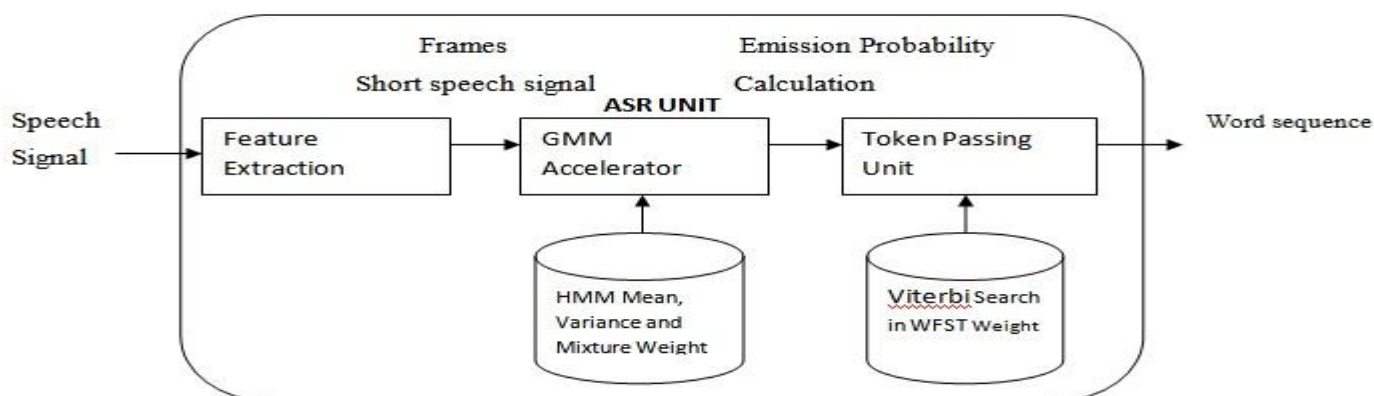 Frames
Emission Probability
Short speech signal
Calculation
ASR UNIT
Speech
Signal
Feature
Extraction
GMM
Accelerator
Token Passing
Unit
Word sequence
HMM Mean,
Variance and
Mixture Weight
Viterbi Search
in WFST Weight